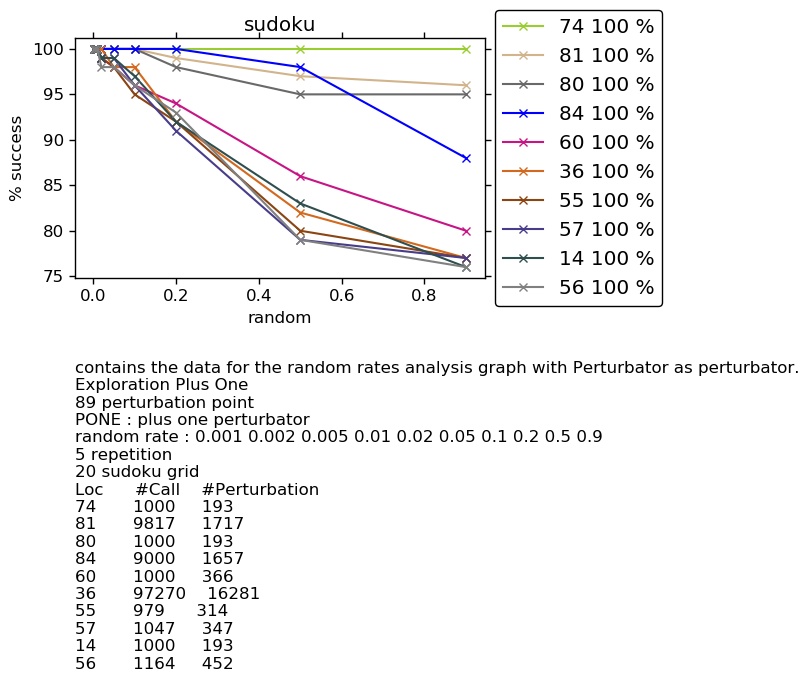 sudoku
100
95
90
85
80
75
% success
0.0
0.2
0.4
0.6
0.8
random
74 100 %
81 100 %
80 100 %
84 100 %
60 100 %
36 100 %
55 100 %
57 100 %
14 100 %
56 100 %
contains the data for the random rates analysis graph with Perturbator as perturbator.
Exploration Plus One
89 perturbation point
PONE : plus one perturbator
random rate : 0.001 0.002 0.005 0.01 0.02 0.05 0.1 0.2 0.5 0.9
5 repetition
20 sudoku grid
Loc #Call #Perturbation
74 1000 193
81 9817 1717
80 1000 193
84 9000 1657
60 1000 366
36 97270 16281
55 979 314
57 1047 347
14 1000 193
56 1164 452